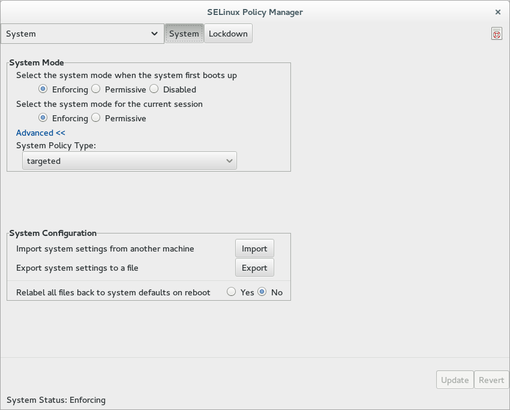 SELinux Policy Manager
System
System Lockdown
System Mode
Select the system mode when the system first boots up
Enforcing Permissive Disabled
Select the system mode for the current session
Enforcing Permissive
Advanced <<
System Policy Type:
targeted
System Configuration
Import system settings from another machine Import
Export system settings to a file Export
Relabel all files back to system defaults on reboot Yes No
Update Revert
System Status: Enforcing